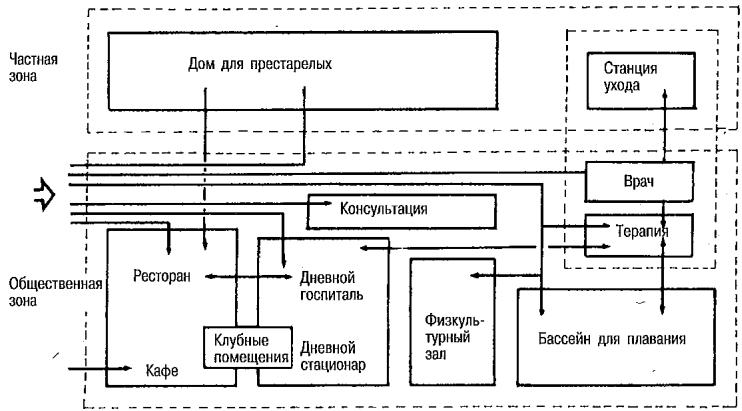 Частная
зона
Дом для престарелых
Станция
ухода
Врач
Консультация
Терапия
Общественная
зона
Ресторан
Дневной
госпиталь
Клубные
помещения
Дневной
стационар
Кафе
Физкуль-
турный
зал
Бассейн для плавания